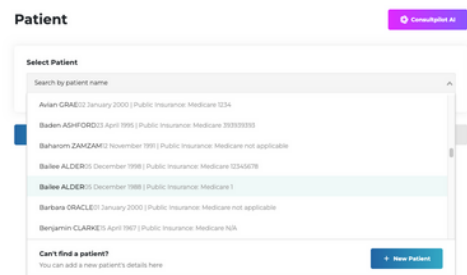 Patient
Consultpilot AI
Select Patient
Search by patient name
Avian GRAE02 January 2000 | Public Insurance: Medicare 1234
Baden ASHFORD23 April 1995 | Public Insurance: Medicare 393939393
Baharom ZAMZAM12 November 1991 | Public Insurance: Medicare not applicable
Bailee ALDER05 December 1998 | Public Insurance: Medicare 12345678
Bailee ALDER05 December 1988 | Public Insurance: Medicare 1
Barbara ORACLE01 January 2000 | Public Insurance: Medicare not applicable
Benjamin CLARKE15 April 1967 | Public Insurance: Medicare N/A
Can't find a patient?
You can add a new patient's details here
+ New Patient